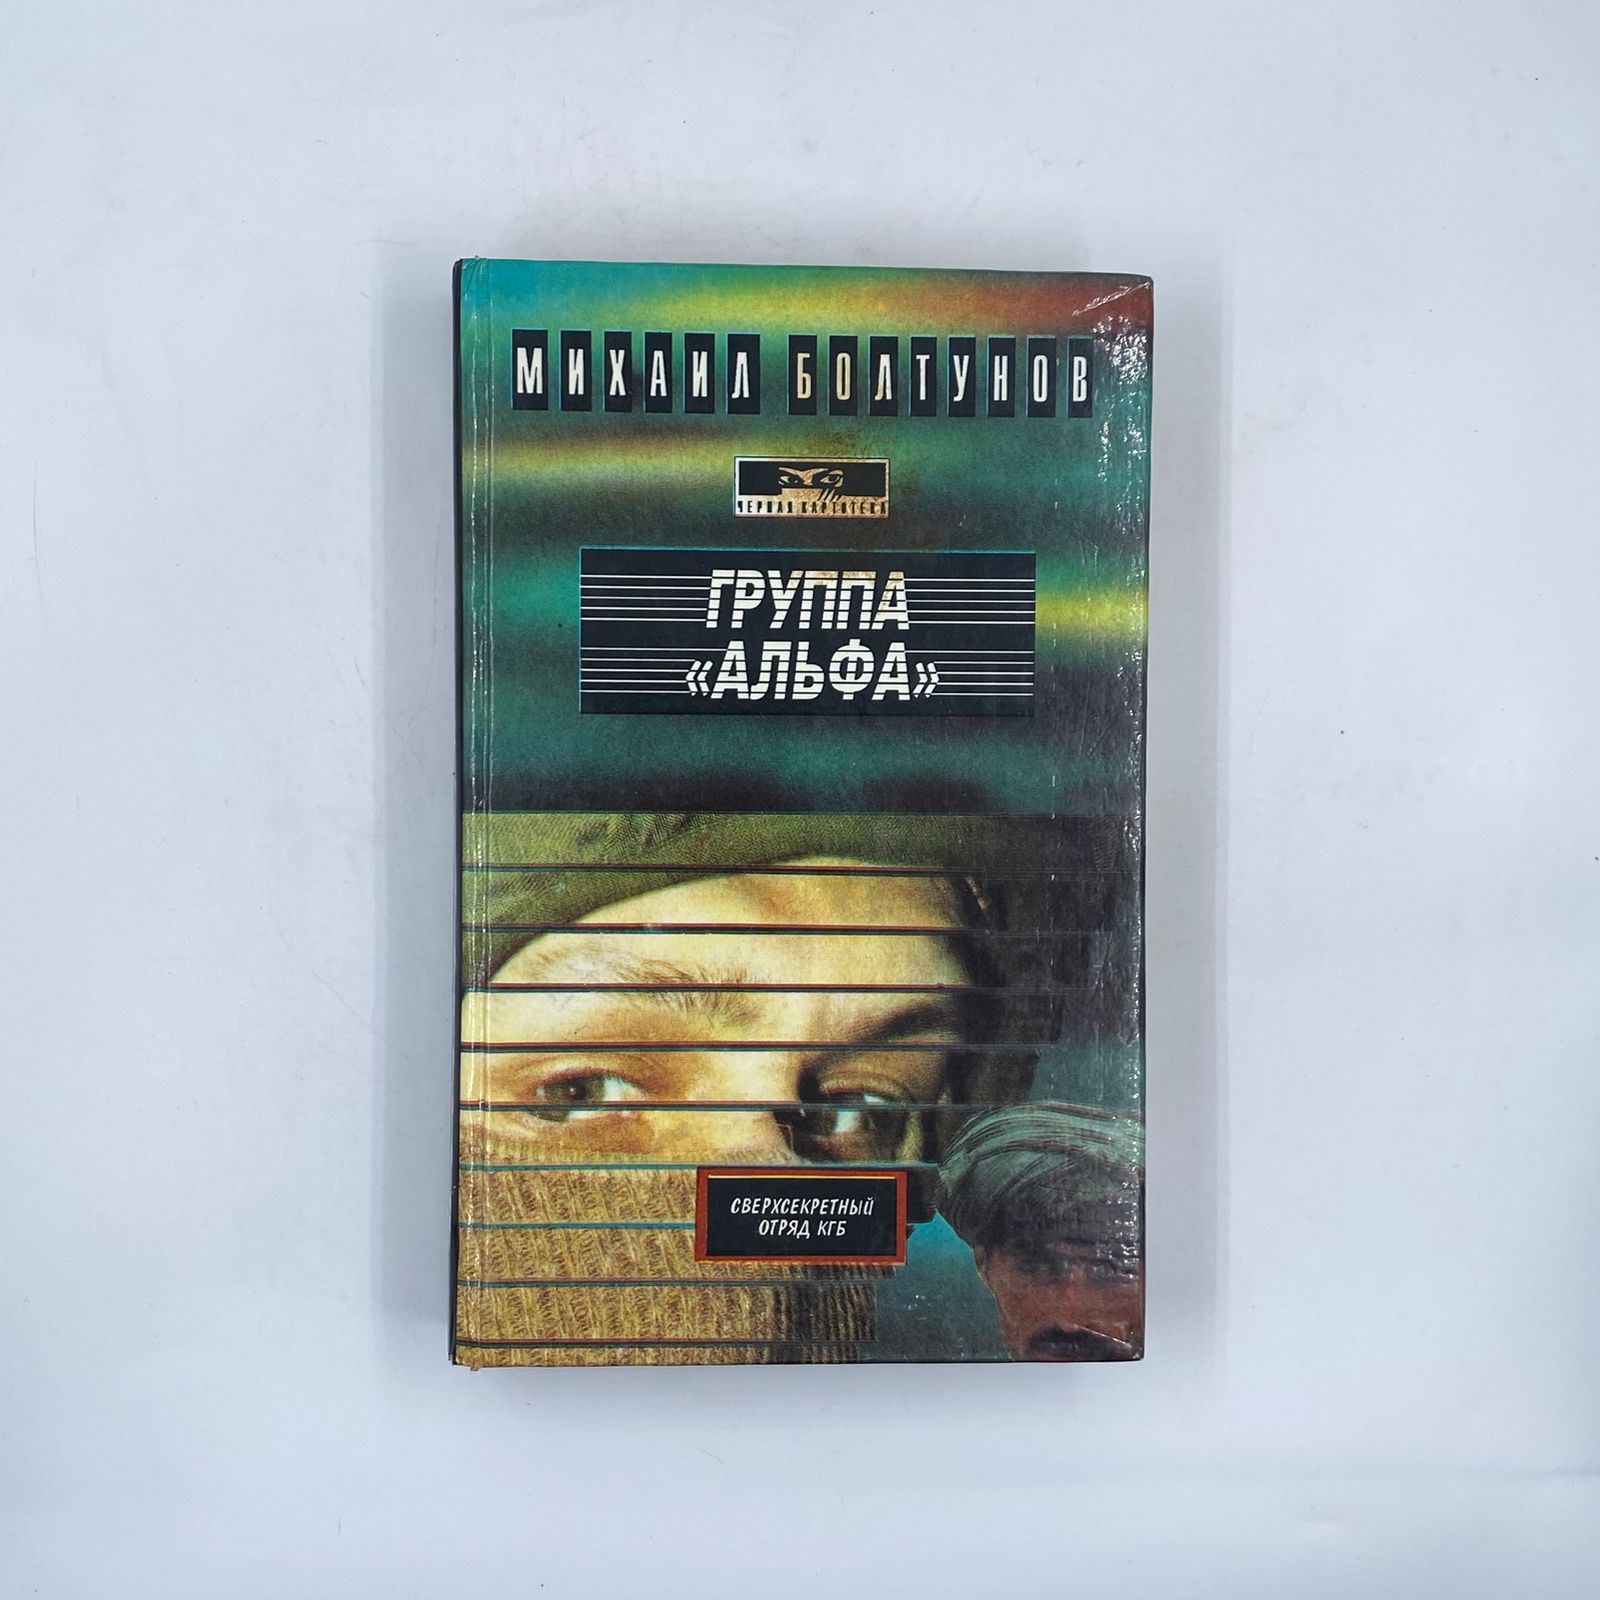 МИХАИЛ БОЛТУНОВ
ЧЕРНАЯ КАРТОТЕКА
ГРУППА
«АЛЬФА»
СВЕРХСЕКРЕТНЫЙ
ОТРЯД КГБ